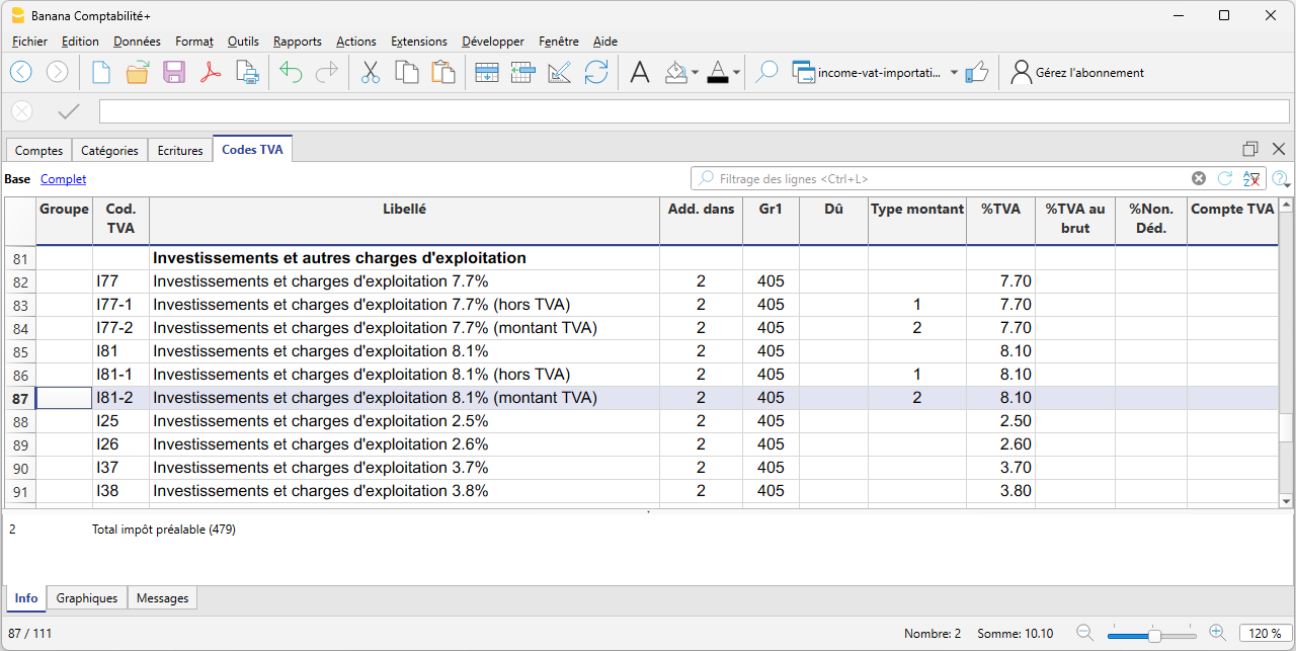 Banana Comptabilité+
Fichier Edition Données Format Outils Rapports Actions Extensions Développer Fenêtre Aide
income-vat-importati... Gérez l'abonnement
Comptes Catégories Ecritures Codes TVA
Base Complet Filtrage des lignes <Ctrl+L>
Groupe Cod. TVA Libellé Add. dans Gr1 Dû Type montant %TVA %TVA au brut %Non. Déd. Compte TVA
81 Investissements et autres charges d'exploitation
82 I77 Investissements et charges d'exploitation 7.7% 2 405 7.70
83 I77-1 Investissements et charges d'exploitation 7.7% (hors TVA) 2 405 1 7.70
84 I77-2 Investissements et charges d'exploitation 7.7% (montant TVA) 2 405 2 7.70
85 I81 Investissements et charges d'exploitation 8.1% 2 405 8.10
86 I81-1 Investissements et charges d'exploitation 8.1% (hors TVA) 2 405 1 8.10
87 I81-2 Investissements et charges d'exploitation 8.1% (montant TVA) 2 405 2 8.10
88 I25 Investissements et charges d'exploitation 2.5% 2 405 2.50
89 I26 Investissements et charges d'exploitation 2.6% 2 405 2.60
90 I37 Investissements et charges d'exploitation 3.7% 2 405 3.70
91 I38 Investissements et charges d'exploitation 3.8% 2 405 3.80
2 Total impôt préalable (479)
Info Graphiques Messages
87 / 111 Nombre: 2 Somme: 10.10 120 %